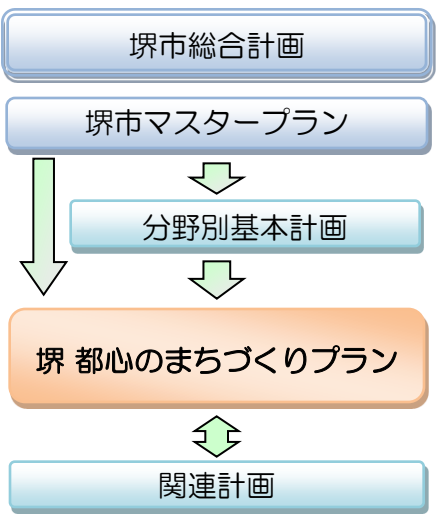 堺市総合計画
堺市マスタープラン
分野別基本計画
堺 都心のまちづくりプラン
関連計画